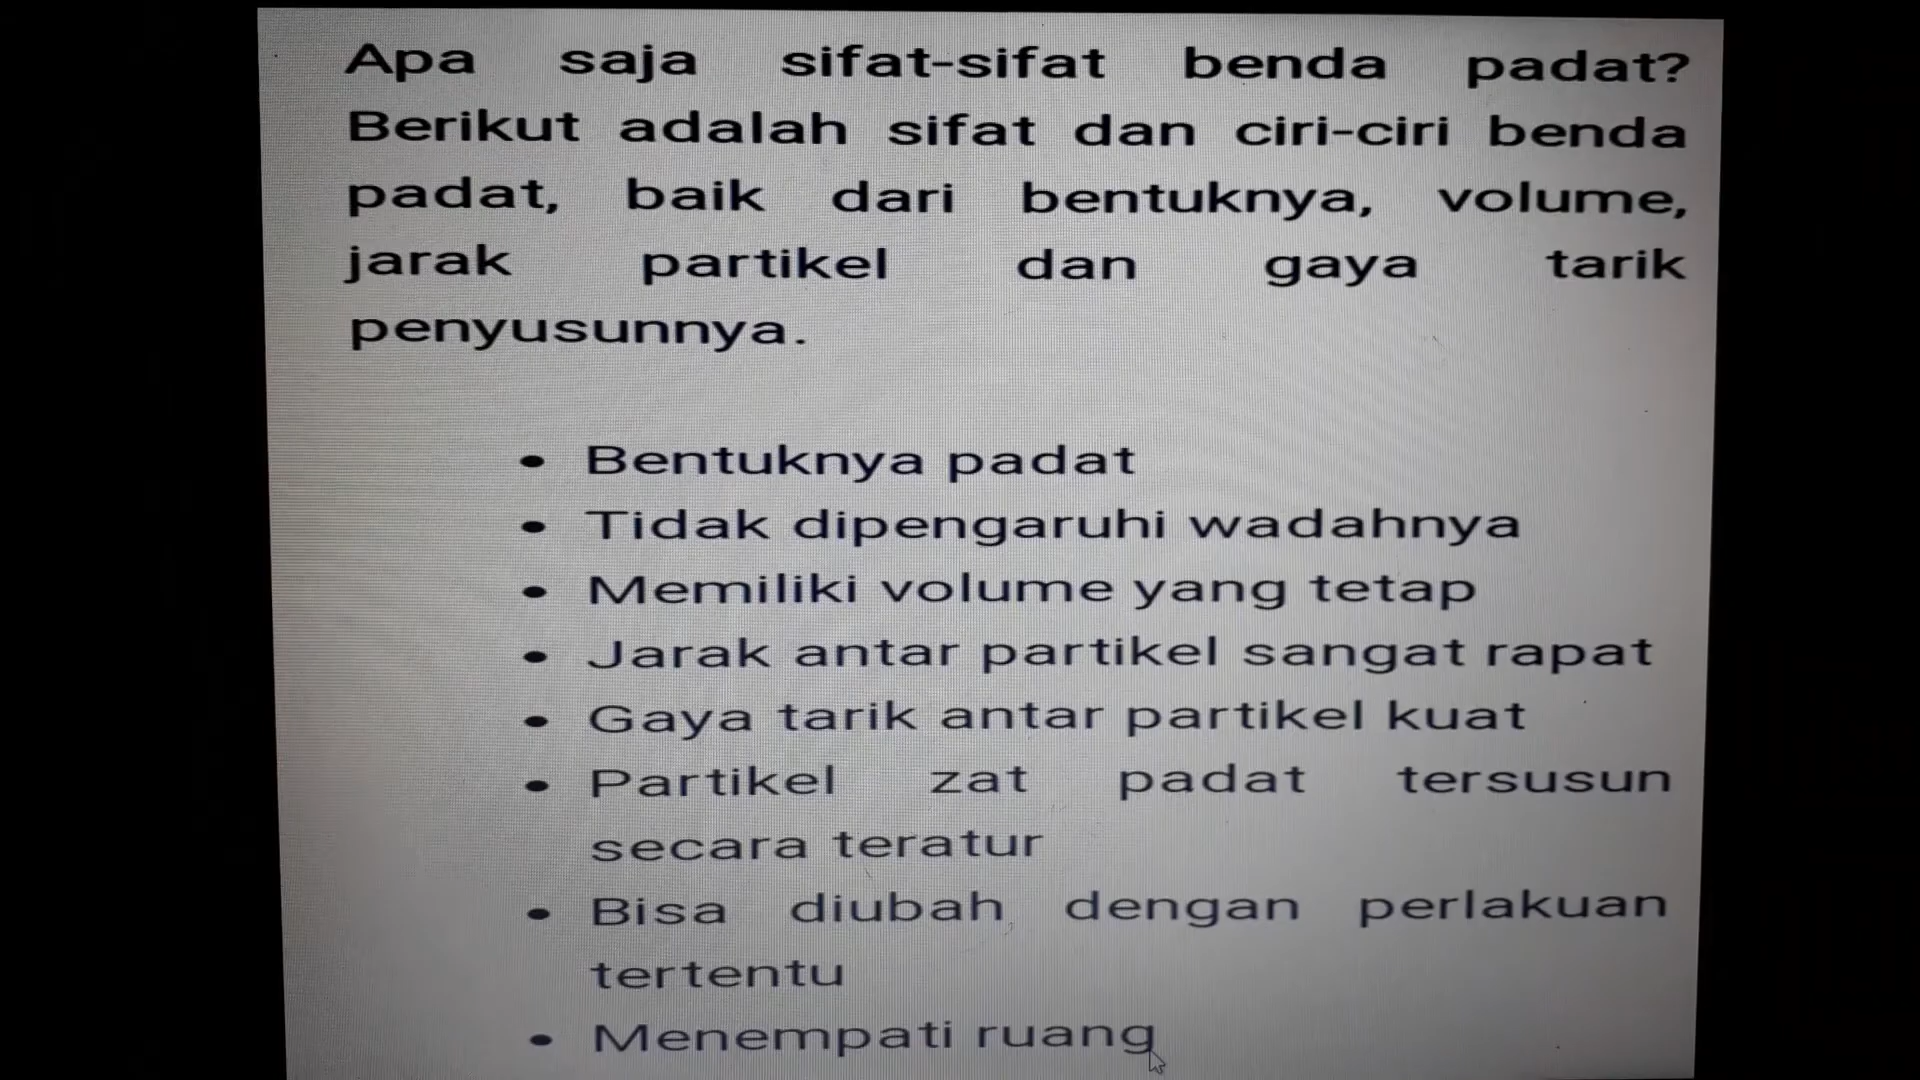 Apa saja sifat-sifat benda padat?
Berikut adalah sifat dan ciri-ciri benda
padat, baik dari bentuknya, volume,
jarak partikel dan gaya tarik
penyusunnya.
• Bentuknya padat
• Tidak dipengaruhi wadahnya
• Memiliki volume yang tetap
• Jarak antar partikel sangat rapat
• Gaya tarik antar partikel kuat
• Partikel zat padat tersusun
secara teratur
• Bisa diubah dengan perlakuan
tertentu
• Menempati ruang